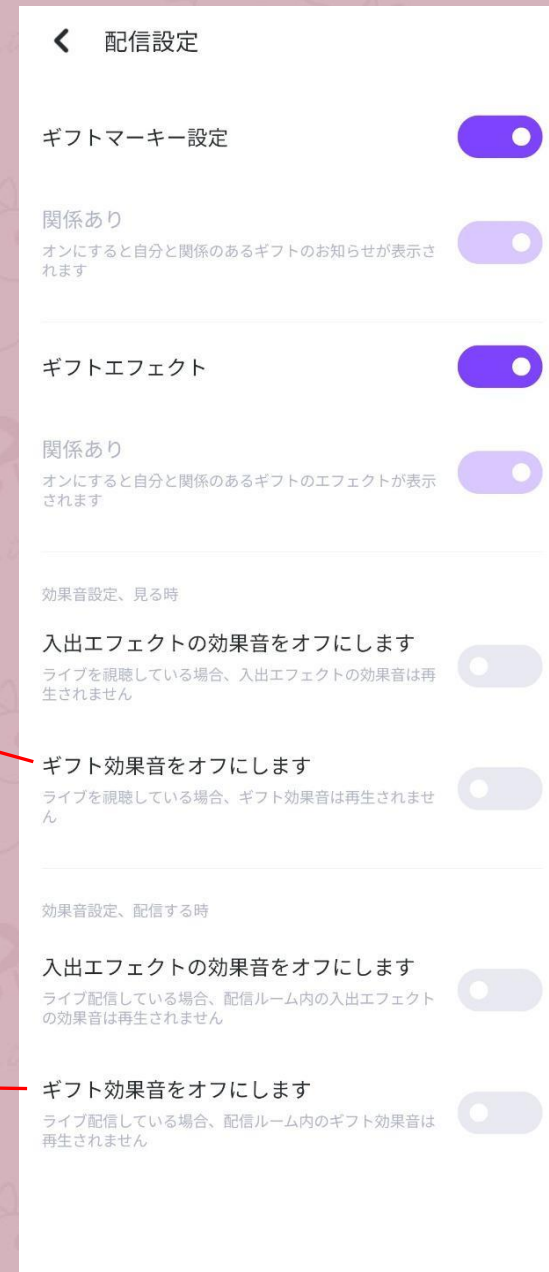 配信設定
ギフトマーキー設定
関係あり
オンにすると自分と関係のあるギフトのお知らせが表示さ
れます
ギフトエフェクト
関係あり
オンにすると自分と関係のあるギフトのエフェクトが表示
されます
効果音設定、見る時
入出エフェクトの効果音をオフにします
ライブを視聴している場合、入出エフェクトの効果音は再
生されません
ギフト効果音をオフにします
ライブを視聴している場合、ギフト効果音は再生されませ
ん
効果音設定、配信する時
入出エフェクトの効果音をオフにします
ライブ配信している場合、配信ルーム内の入出エフェクト
の効果音は再生されません
ギフト効果音をオフにします
ライブ配信している場合、配信ルーム内のギフト効果音は
再生されません